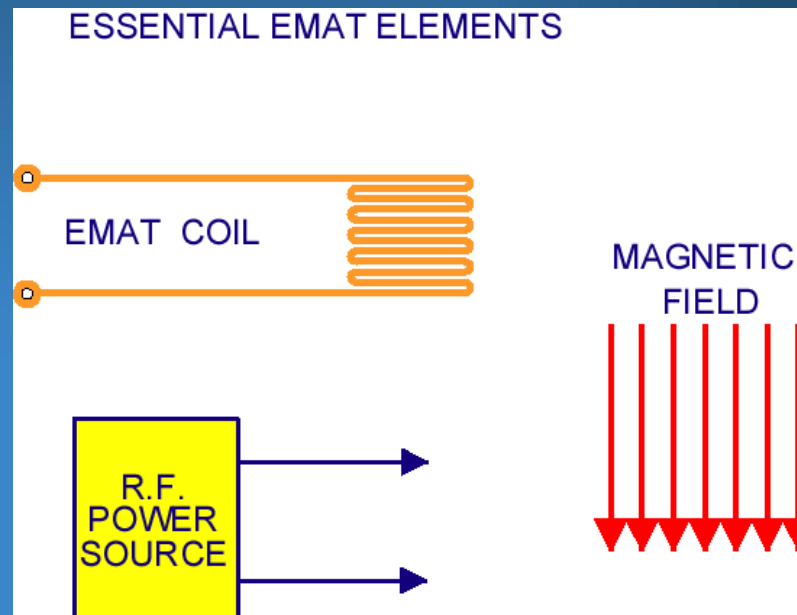 ESSENTIAL EMAT ELEMENTS
EMAT COIL
MAGNETIC
FIELD
R.F.
POWER
SOURCE